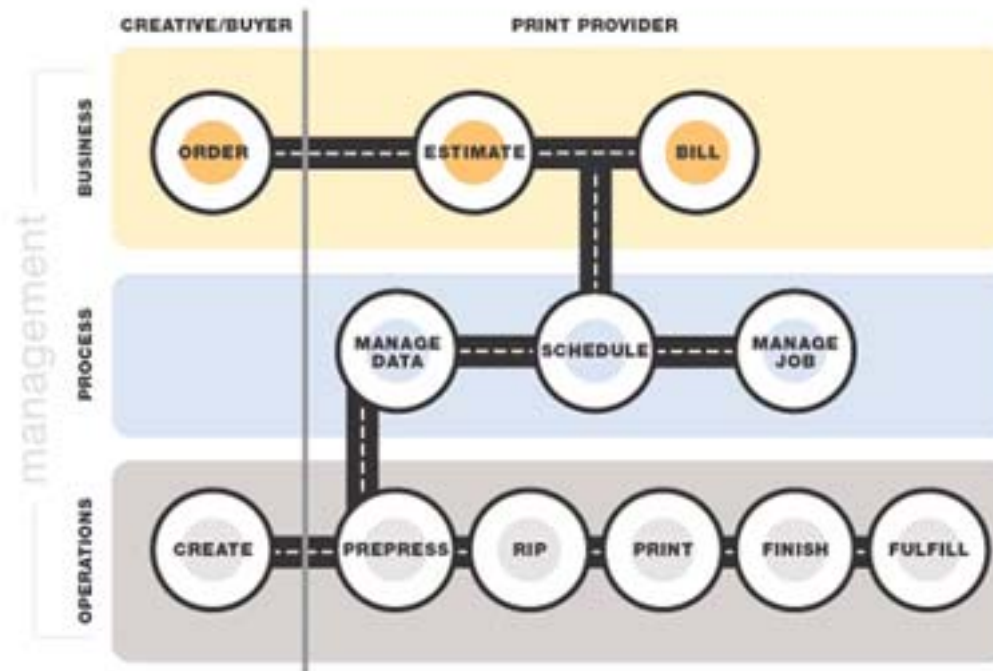 CREATIVE/BUYER
PRINT PROVIDER
management
BUSINESS
ORDER
ESTIMATE
BILL
PROCESS
MANAGE
DATA
SCHEDULE
MANAGE
JOB
OPERATIONS
CREATE
PREPRESS
RIP
PRINT
FINISH
FULFILL